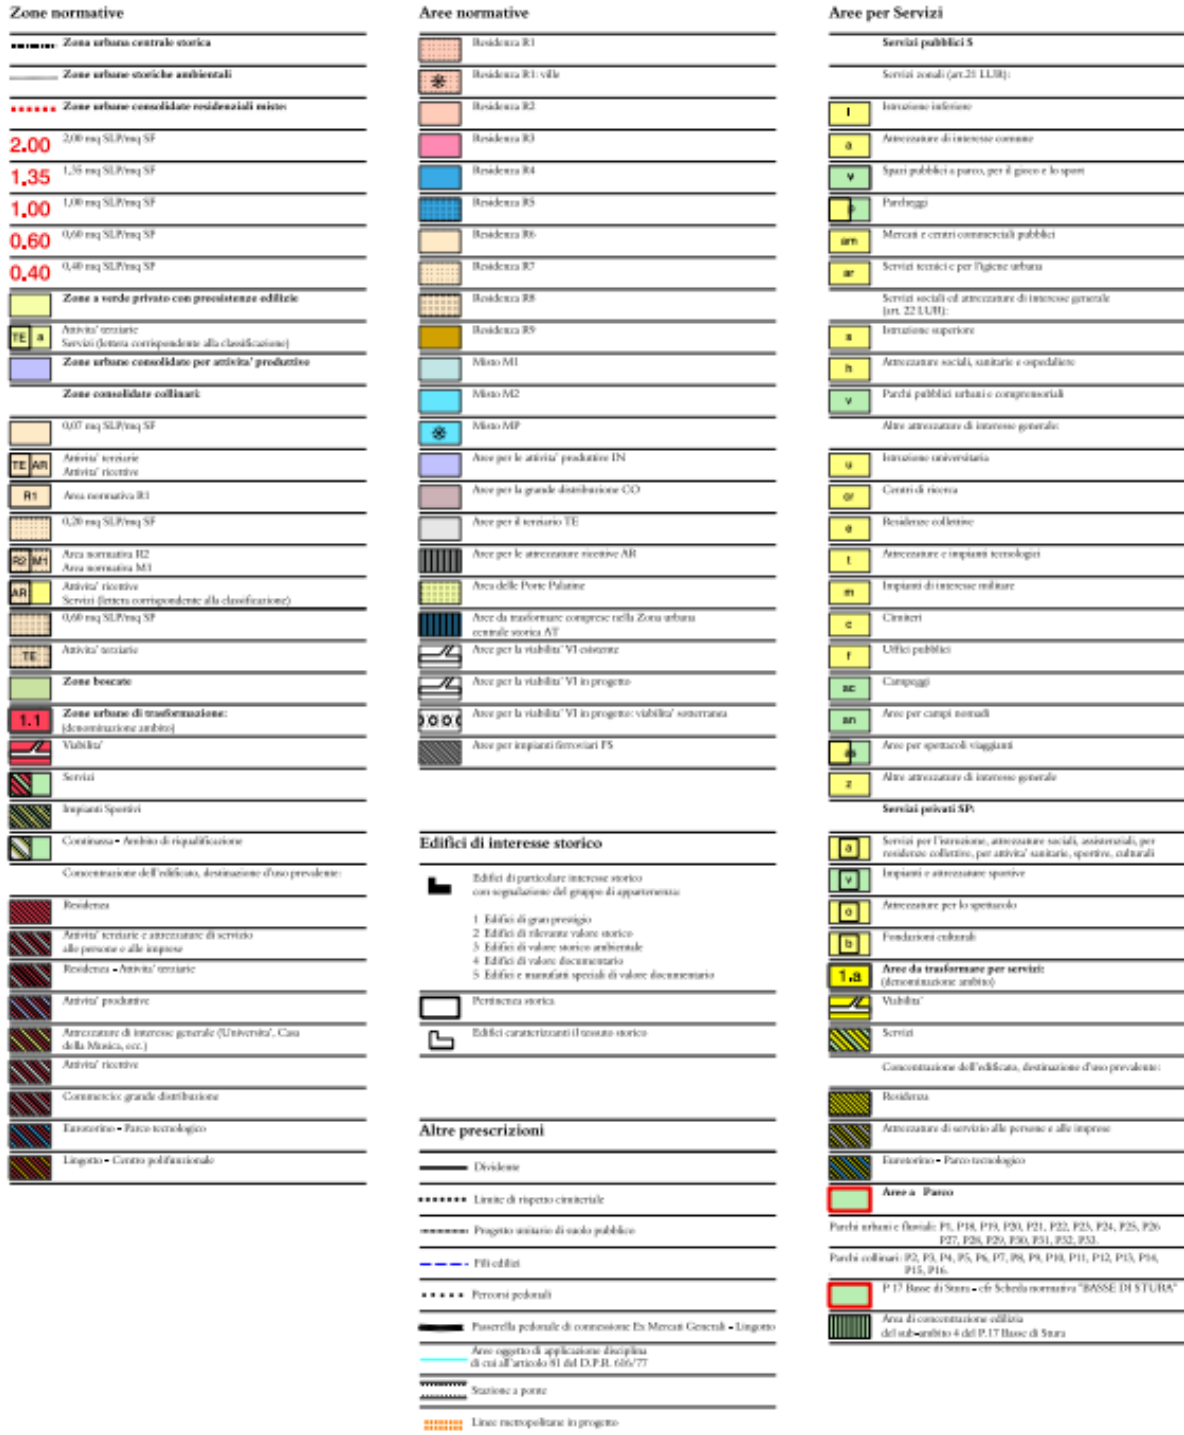 Zone normative
Zona urbana centrale storica
Zone urbane storiche ambientali
Zone urbane consolidate residenziali miste:
2.00 2,00 mq SLP/mq SF
1.35 1,35 mq SLP/mq SF
1.00 1,00 mq SLP/mq SF
0.60 0,60 mq SLP/mq SF
0.40 0,40 mq SLP/mq SF
Zone a verde privato con preesistenze edilizie
TE a Attivita' terziarie
Servizi (lettera corrispondente alla classificazione)
Zone urbane consolidate per attivita' produttive
Zone consolidate collinari:
0,07 mq SLP/mq SF
TE AR Attivita' terziarie
Attivita' ricettive
R1 Area normativa R1
0,20 mq SLP/mq SF
R2 M1 Area normativa R2
Area normativa M1
AR Attivita' ricettive
Servizi (lettera corrispondente alla classificazione)
0,60 mq SLP/mq SF
TE Attivita' terziarie
Zone boscate
1.1 Zone urbane di trasformazione:
(denominazione ambito)
Viabilita'
Servizi
Impianti Sportivi
Continassa - Ambito di riqualificazione
Concentrazione dell'edificato, destinazione d'uso prevalente:
Residenza
Attivita' terziarie e attrezzature di servizio
alle persone e alle imprese
Residenza - Attivita' terziarie
Attivita' produttive
Attrezzature di interesse generale (Universita', Casa
della Musica, ecc.)
Attivita' ricettive
Commercio: grande distribuzione
Eurotorino - Parco tecnologico
Lingotto - Centro polifunzionale
Aree normative
Residenza R1
Residenza R1: ville
Residenza R2
Residenza R3
Residenza R4
Residenza R5
Residenza R6
Residenza R7
Residenza R8
Residenza R9
Misto M1
Misto M2
Misto MP
Aree per le attivita' produttive IN
Aree per la grande distribuzione CO
Aree per il terziario TE
Aree per le attrezzature ricettive AR
Area delle Porte Palatine
Aree da trasformare comprese nella Zona urbana
centrale storica AT
Aree per la viabilita' VI esistente
Aree per la viabilita' VI in progetto
Aree per la viabilita' VI in progetto: viabilita' sotterranea
Aree per impianti ferroviari FS
Edifici di interesse storico
Edifici di particolare interesse storico
con segnalazione del gruppo di appartenenza:
1 Edifici di gran prestigio
2 Edifici di rilevante valore storico
3 Edifici di valore storico ambientale
4 Edifici di valore documentario
5 Edifici e manufatti speciali di valore documentario
Pertinenza storica
Edifici caratterizzanti il tessuto storico
Altre prescrizioni
Dividente
Limite di rispetto cimiteriale
Progetto unitario di suolo pubblico
Fili edilizi
Percorsi pedonali
Passerella pedonale di connessione Ex Mercati Generali - Lingotto
Aree oggetto di applicazione disciplina
di cui all'articolo 81 del D.P.R. 616/77
Stazione a ponte
Linee metropolitane in progetto
Aree per Servizi
Servizi pubblici S
Servizi zonali (art.21 LUR):
i Istruzione inferiore
a Attrezzature di interesse comune
v Spazi pubblici a parco, per il gioco e lo sport
p Parcheggi
am Mercati e centri commerciali pubblici
ar Servizi tecnici e per l'igiene urbana
Servizi sociali ed attrezzature di interesse generale
(art. 22 LUR):
s Istruzione superiore
h Attrezzature sociali, sanitarie e ospedaliere
v Parchi pubblici urbani e comprensoriali
Altre attrezzature di interesse generale:
u Istruzione universitaria
cr Centri di ricerca
e Residenze collettive
t Attrezzature e impianti tecnologici
m Impianti di interesse militare
c Cimiteri
f Uffici pubblici
ac Campeggi
an Aree per campi nomadi
as Aree per spettacoli viaggianti
z Altre attrezzature di interesse generale
Servizi privati SP:
a Servizi per l'istruzione, attrezzature sociali, assistenziali, per
residenze collettive, per attivita' sanitarie, sportive, culturali
v Impianti e attrezzature sportive
o Attrezzature per lo spettacolo
b Fondazioni culturali
1.a Aree da trasformare per servizi:
(denominazione ambito)
Viabilita'
Servizi
Concentrazione dell'edificato, destinazione d'uso prevalente:
Residenza
Attrezzature di servizio alle persone e alle imprese
Eurotorino - Parco tecnologico
Aree a Parco
Parchi urbani e fluviali: P1, P18, P19, P20, P21, P22, P23, P24, P25, P26
P27, P28, P29, P30, P31, P32, P33.
Parchi collinari: P2, P3, P4, P5, P6, P7, P8, P9, P10, P11, P12, P13, P14,
P15, P16.
P 17 Basse di Stura - cfr Scheda normativa "BASSE DI STURA"
Area di concentrazione edilizia
del sub-ambito 4 del P.17 Basse di Stura